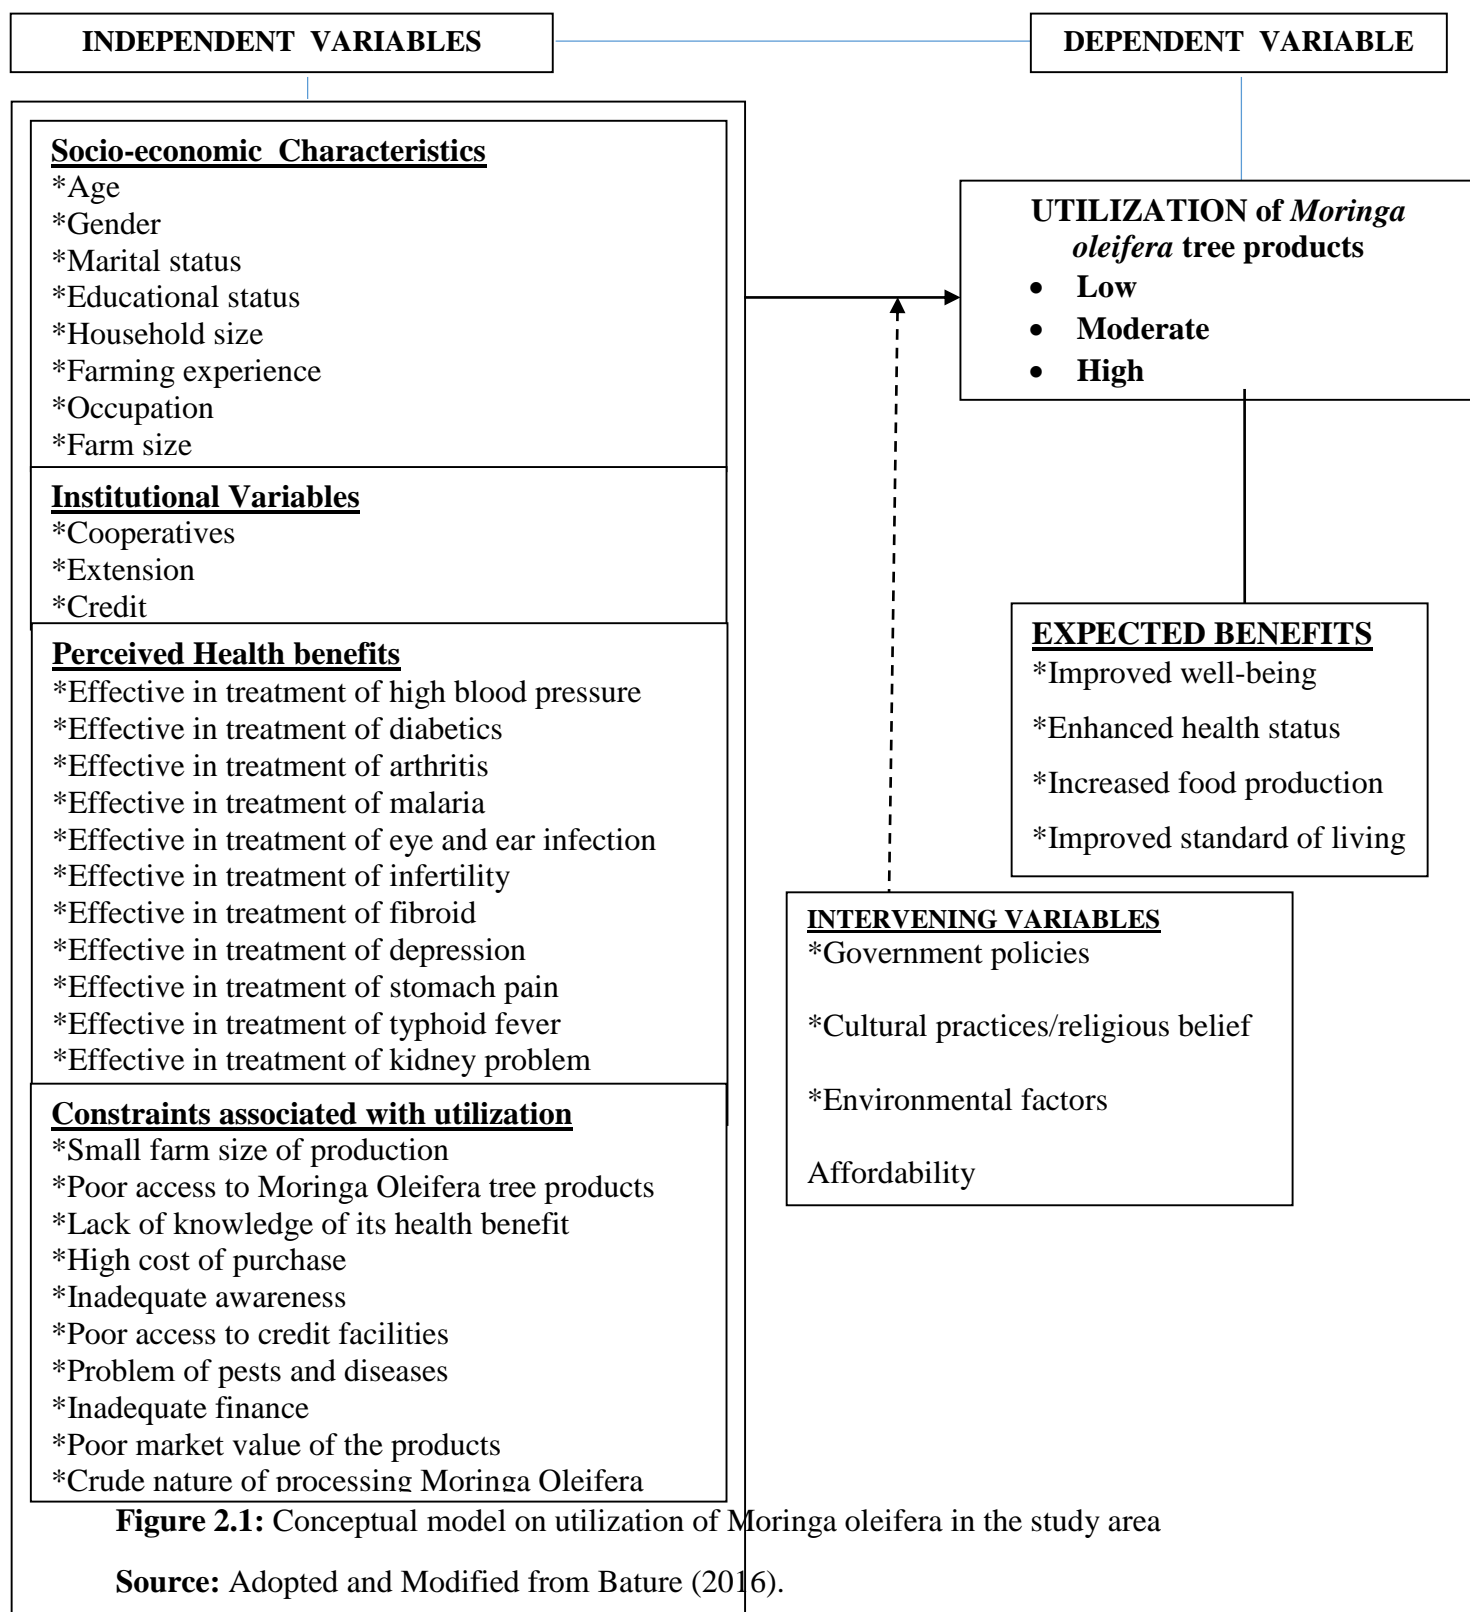 INDEPENDENT VARIABLES
DEPENDENT VARIABLE
Socio-economic Characteristics
*Age
*Gender
*Marital status
*Educational status
*Household size
*Farming experience
*Occupation
*Farm size
Institutional Variables
*Cooperatives
*Extension
*Credit
Perceived Health benefits
*Effective in treatment of high blood pressure
*Effective in treatment of diabetics
*Effective in treatment of arthritis
*Effective in treatment of malaria
*Effective in treatment of eye and ear infection
*Effective in treatment of infertility
*Effective in treatment of fibroid
*Effective in treatment of depression
*Effective in treatment of stomach pain
*Effective in treatment of typhoid fever
*Effective in treatment of kidney problem
Constraints associated with utilization
*Small farm size of production
*Poor access to Moringa Oleifera tree products
*Lack of knowledge of its health benefit
*High cost of purchase
*Inadequate awareness
*Poor access to credit facilities
*Problem of pests and diseases
*Inadequate finance
*Poor market value of the products
*Crude nature of processing Moringa Oleifera
UTILIZATION of Moringa
oleifera tree products
• Low
• Moderate
• High
EXPECTED BENEFITS
*Improved well-being
*Enhanced health status
*Increased food production
*Improved standard of living
INTERVENING VARIABLES
*Government policies
*Cultural practices/religious belief
*Environmental factors
Affordability
Figure 2.1: Conceptual model on utilization of Moringa oleifera in the study area
Source: Adopted and Modified from Bature (2016).